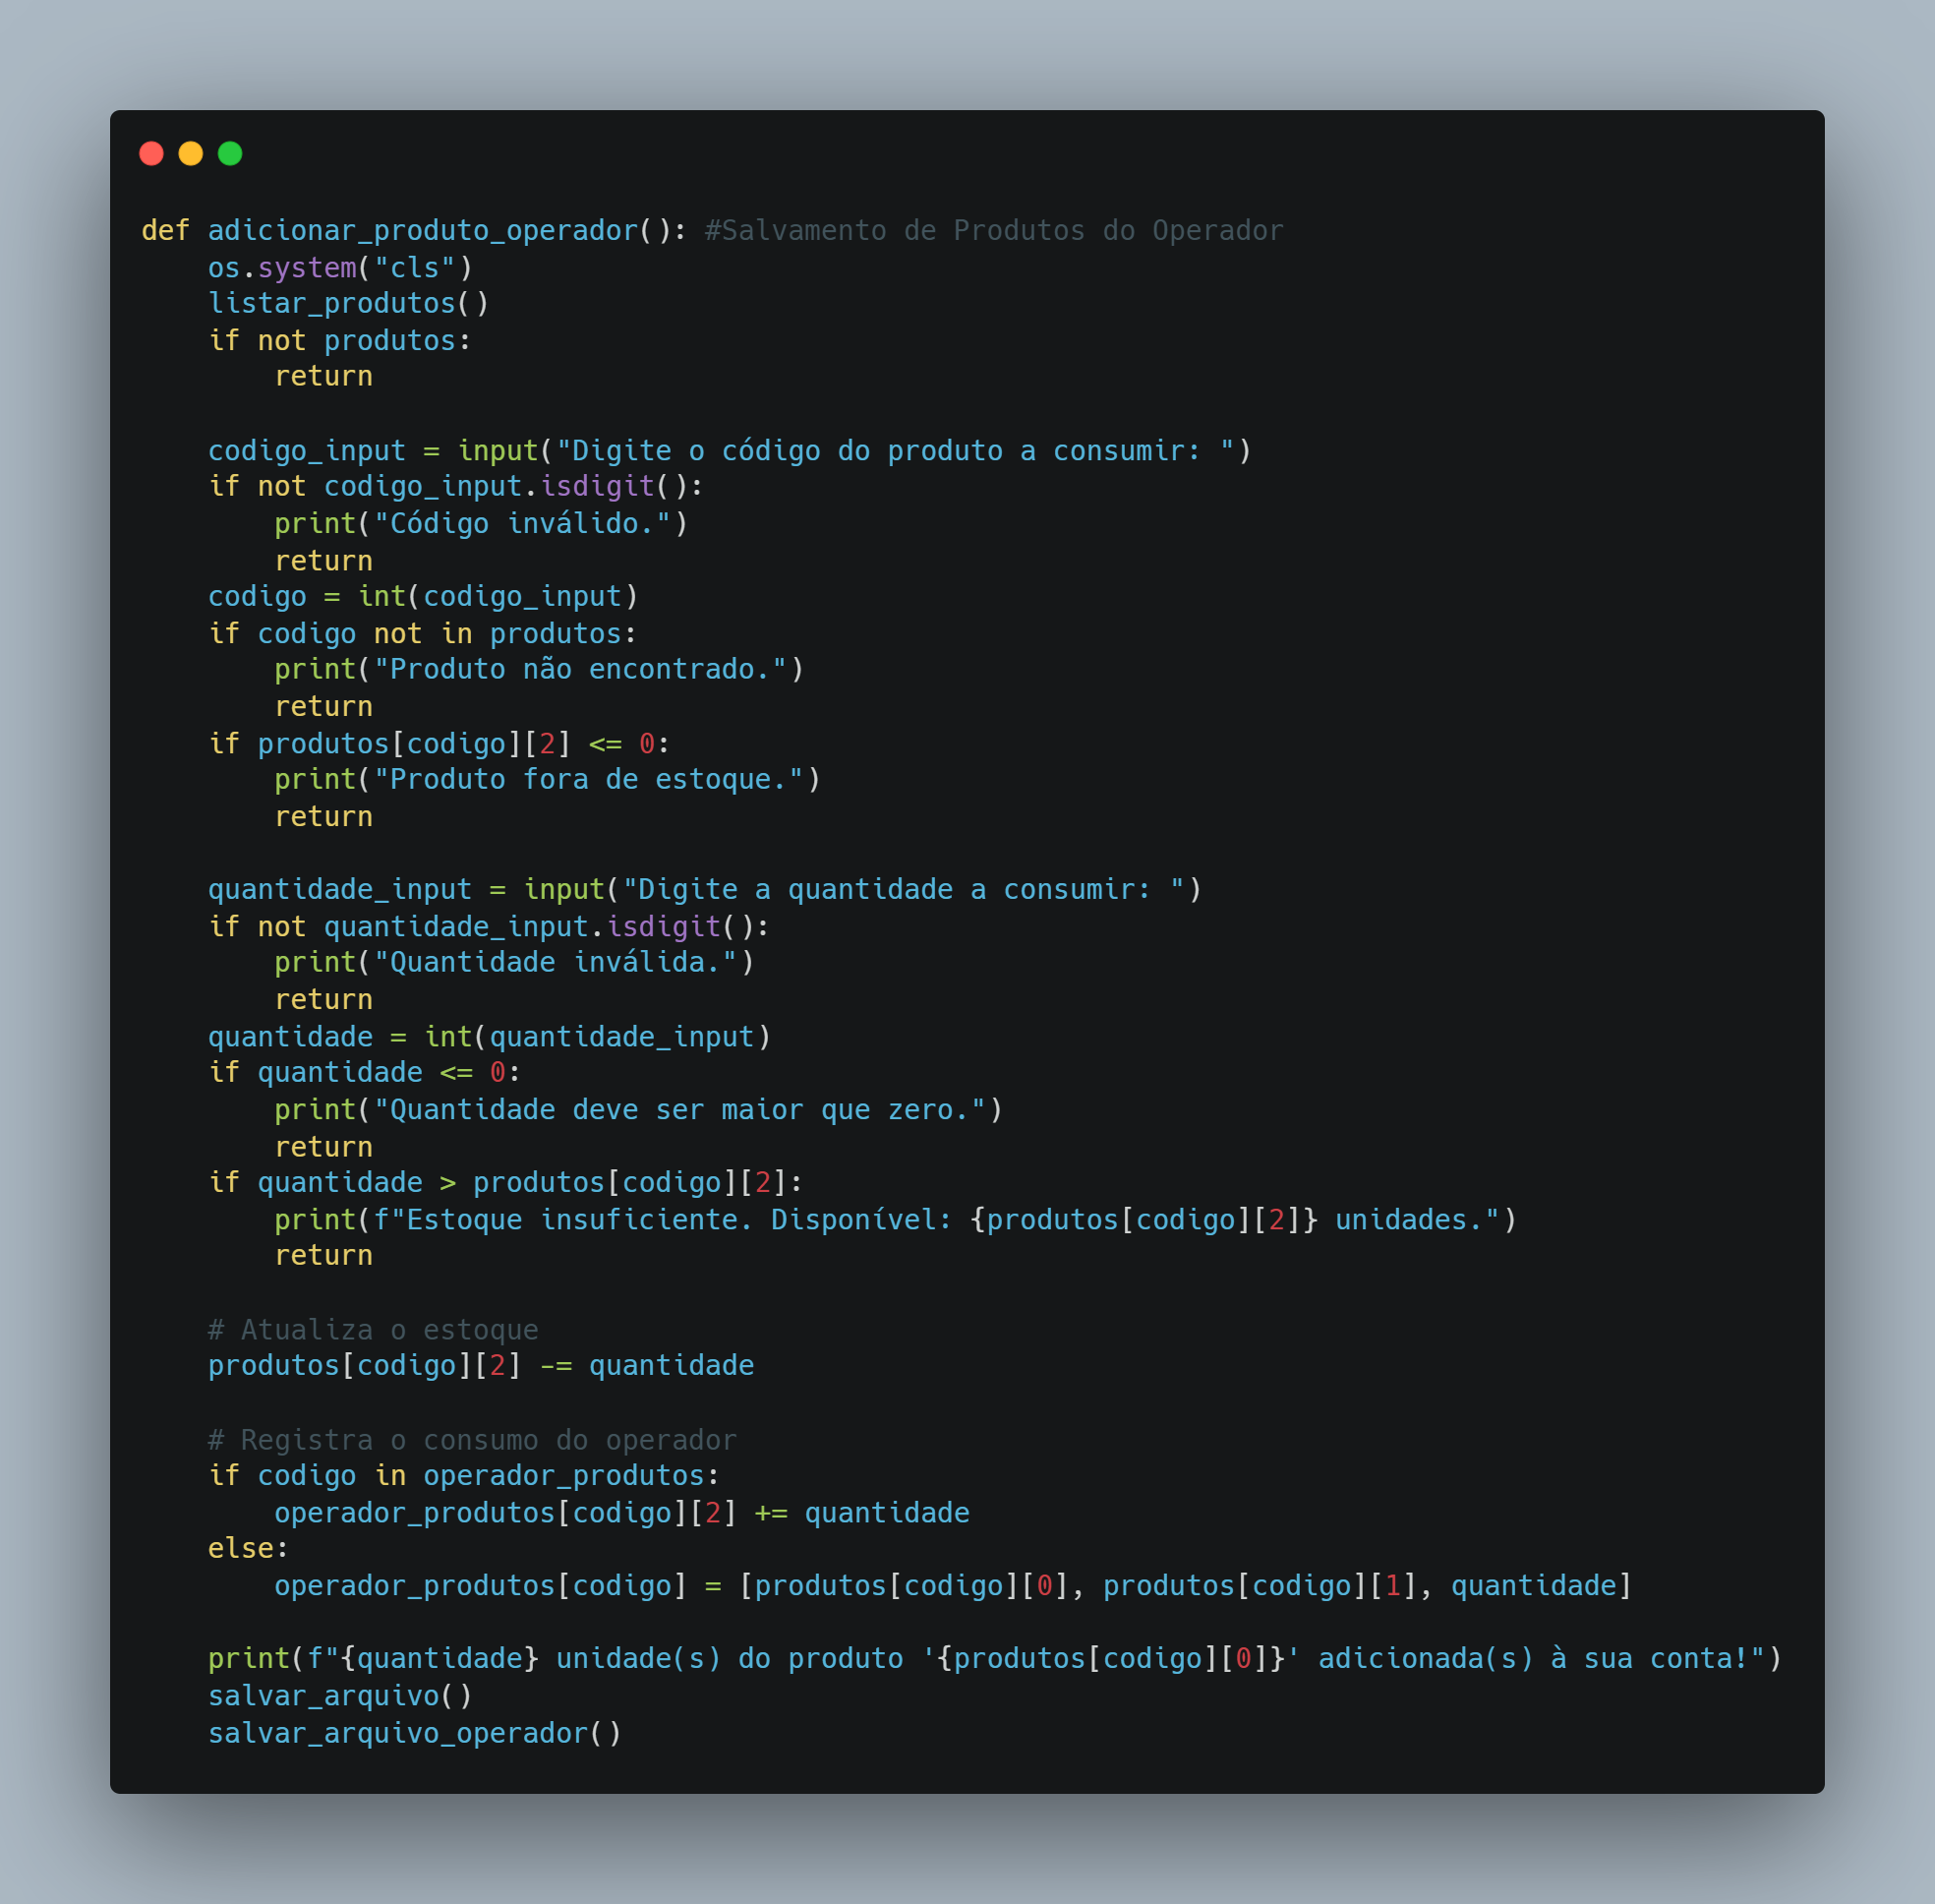 def adicionar_produto_operador(): #Salvamento de Produtos do Operador
    os.system("cls")
    listar_produtos()
    if not produtos:
        return

    codigo_input = input("Digite o código do produto a consumir: ")
    if not codigo_input.isdigit():
        print("Código inválido.")
        return
    codigo = int(codigo_input)
    if codigo not in produtos:
        print("Produto não encontrado.")
        return
    if produtos[codigo][2] <= 0:
        print("Produto fora de estoque.")
        return

    quantidade_input = input("Digite a quantidade a consumir: ")
    if not quantidade_input.isdigit():
        print("Quantidade inválida.")
        return
    quantidade = int(quantidade_input)
    if quantidade <= 0:
        print("Quantidade deve ser maior que zero.")
        return
    if quantidade > produtos[codigo][2]:
        print(f"Estoque insuficiente. Disponível: {produtos[codigo][2]} unidades.")
        return

    # Atualiza o estoque
    produtos[codigo][2] -= quantidade

    # Registra o consumo do operador
    if codigo in operador_produtos:
        operador_produtos[codigo][2] += quantidade
    else:
        operador_produtos[codigo] = [produtos[codigo][0], produtos[codigo][1], quantidade]

    print(f"{quantidade} unidade(s) do produto '{produtos[codigo][0]}' adicionada(s) à sua conta!")
    salvar_arquivo()
    salvar_arquivo_operador()